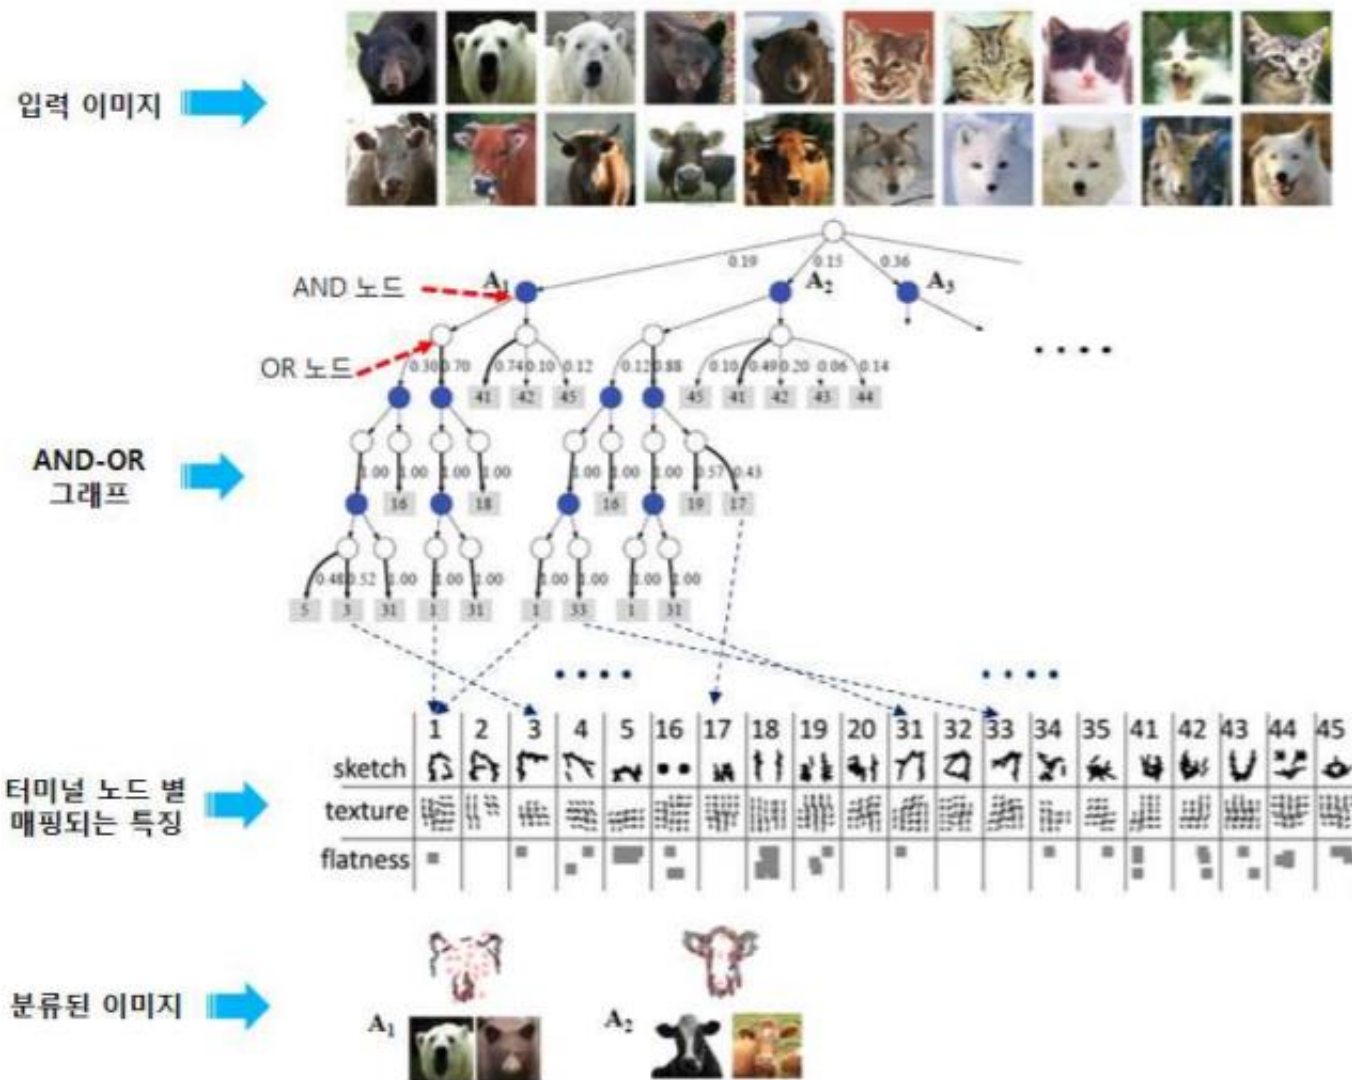 입력 이미지
0.19 0.15 0.36
AND 노드 A1 A2 A3
OR 노드
0.30 0.70 0.74 0.10 0.12 0.12 0.88 0.10 0.49 0.20 0.06 0.14
41 42 45 45 41 42 43 44
AND-OR
그래프
1.00 1.00 1.00 1.00 1.00 1.00 1.00 0.57 0.43
16 18 16 19 17
0.48 0.52 1.00 1.00 1.00 1.00 1.00 1.00 1.00
5 3 31 1 31 1 33 1 31
1 2 3 4 5 16 17 18 19 20 31 32 33 34 35 41 42 43 44 45
터미널 노드 별
매핑되는 특징
sketch
texture
flatness
분류된 이미지
A1 A2